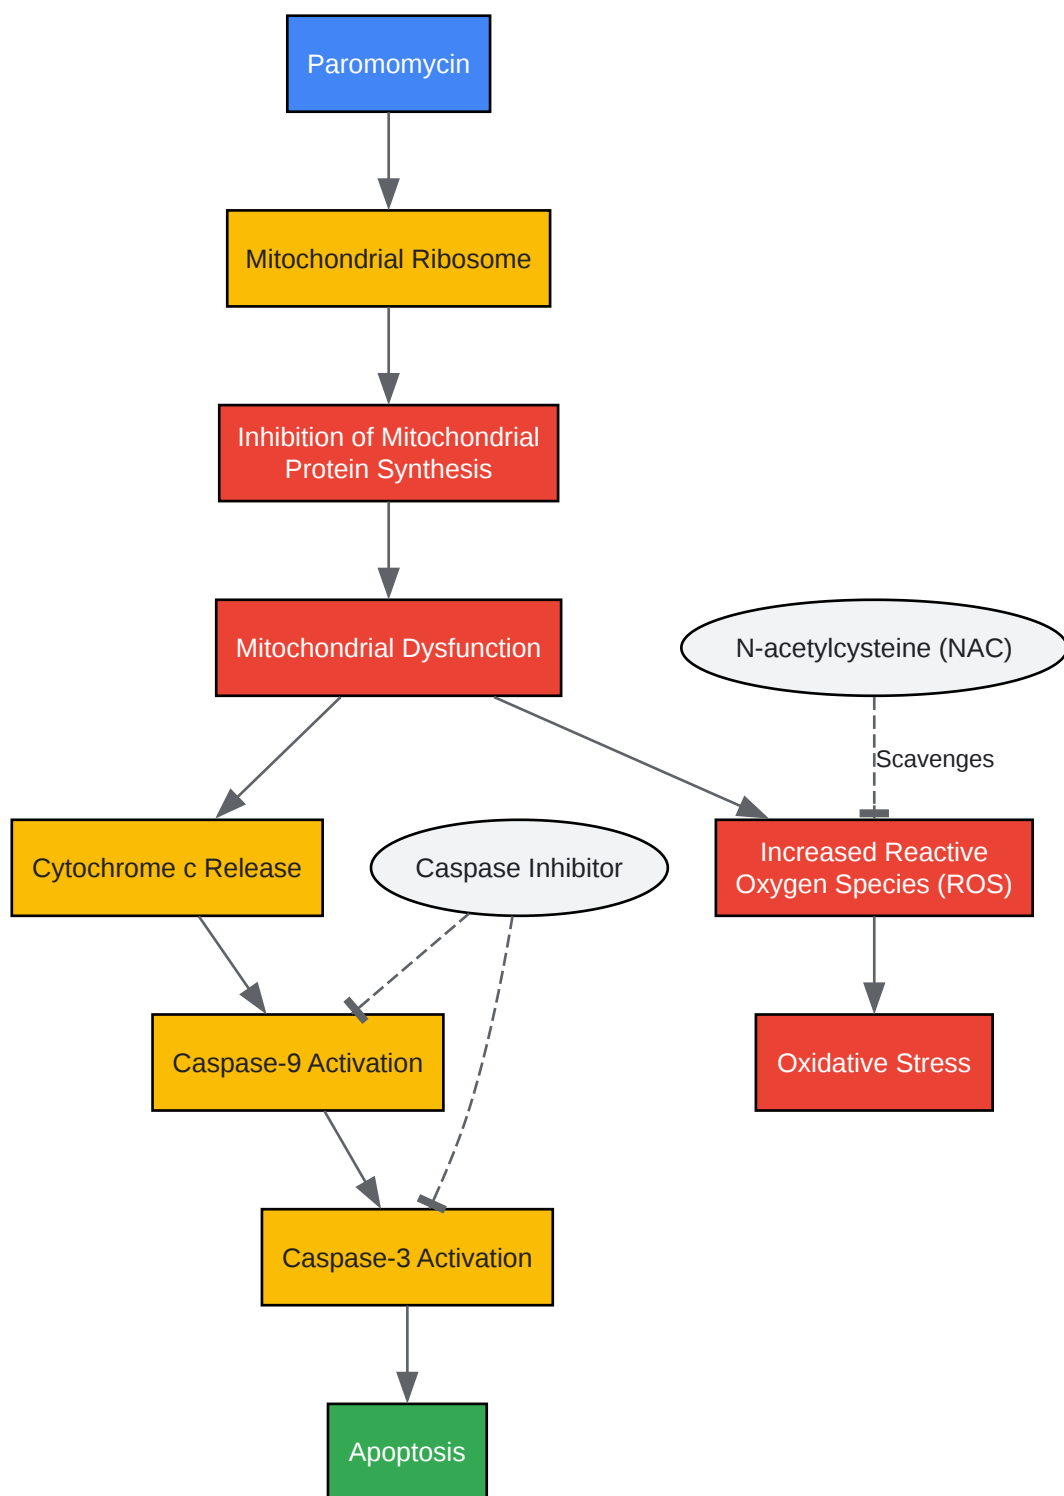 Paromomycin
Mitochondrial Ribosome
Inhibition of Mitochondrial
Protein Synthesis
Mitochondrial Dysfunction
N-acetylcysteine (NAC)
Scavenges
Cytochrome c Release
Caspase Inhibitor
Increased Reactive
Oxygen Species (ROS)
Caspase-9 Activation
Oxidative Stress
Caspase-3 Activation
Apoptosis